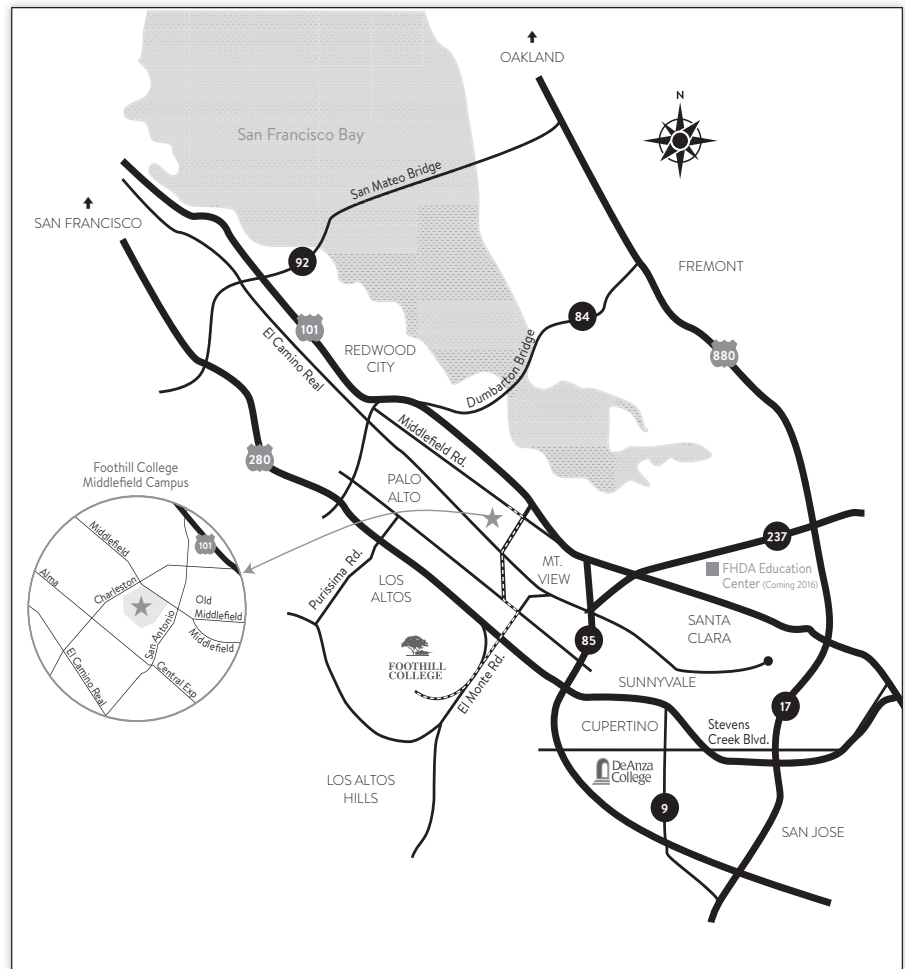 OAKLAND
N
San Francisco Bay
San Mateo Bridge
SAN FRANCISCO
92
FREMONT
84
101
El Camino Real
REDWOOD
CITY
Dumbarton Bridge
880
Middlefield Rd.
280
Foothill College
Middlefield Campus
PALO
ALTO
237
101
Middlefield
Alma
Charleston
Old
Middlefield
Middlefield
San Antonio
El Camino Real
Central Exp
Purissima Rd.
LOS
ALTOS
MT.
VIEW
FHDA Education
Center (Coming 2016)
SANTA
CLARA
85
FOOTHILL
COLLEGE
El Monte Rd.
SUNNYVALE
17
CUPERTINO
Stevens
Creek Blvd.
DeAnza
College
LOS ALTOS
HILLS
9
SAN JOSE